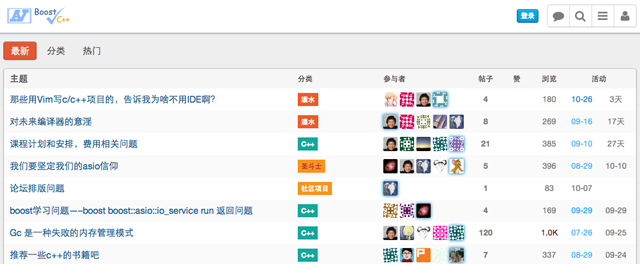 AV Boost C++ 登录
最新 分类 热门
主题 分类 参与者 帖子 赞 浏览 活动
那些用Vim写c/c++项目的，告诉我为啥不用IDE啊? 灌水 4 180 10-26 3天
对未来编译器的意淫 灌水 8 269 09-16 17天
课程计划和安排，费用相关问题 C++ 21 385 09-10 27天
我们要坚定我们的asio信仰 圣斗士 5 396 08-29 10-10
论坛排版问题 社区项目 1 83 10-07
boost学习问题——boost boost::asio::io_service run 返回问题 C++ 4 169 09-29 09-29
Gc 是一种失败的内存管理模式 C++ 120 1.0K 07-26 09-25
推荐一些c++的书籍吧 C++ 7 337 08-29 09-24